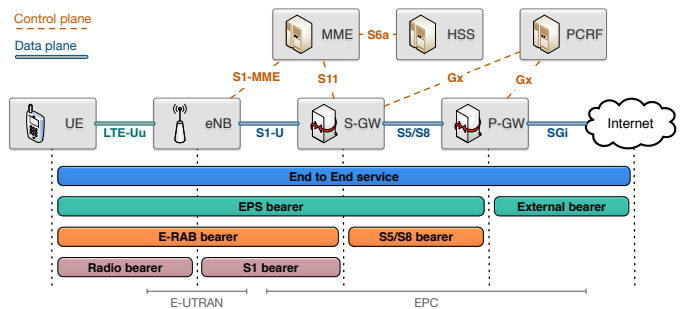 Control plane
Data plane
MME
S6a
HSS
PCRF
S1-MME
S11
Gx
Gx
UE
LTE-Uu
eNB
S1-U
S-GW
S5/S8
P-GW
SGi
Internet
End to End service
EPS bearer
External bearer
E-RAB bearer
S5/S8 bearer
Radio bearer
S1 bearer
E-UTRAN
EPC